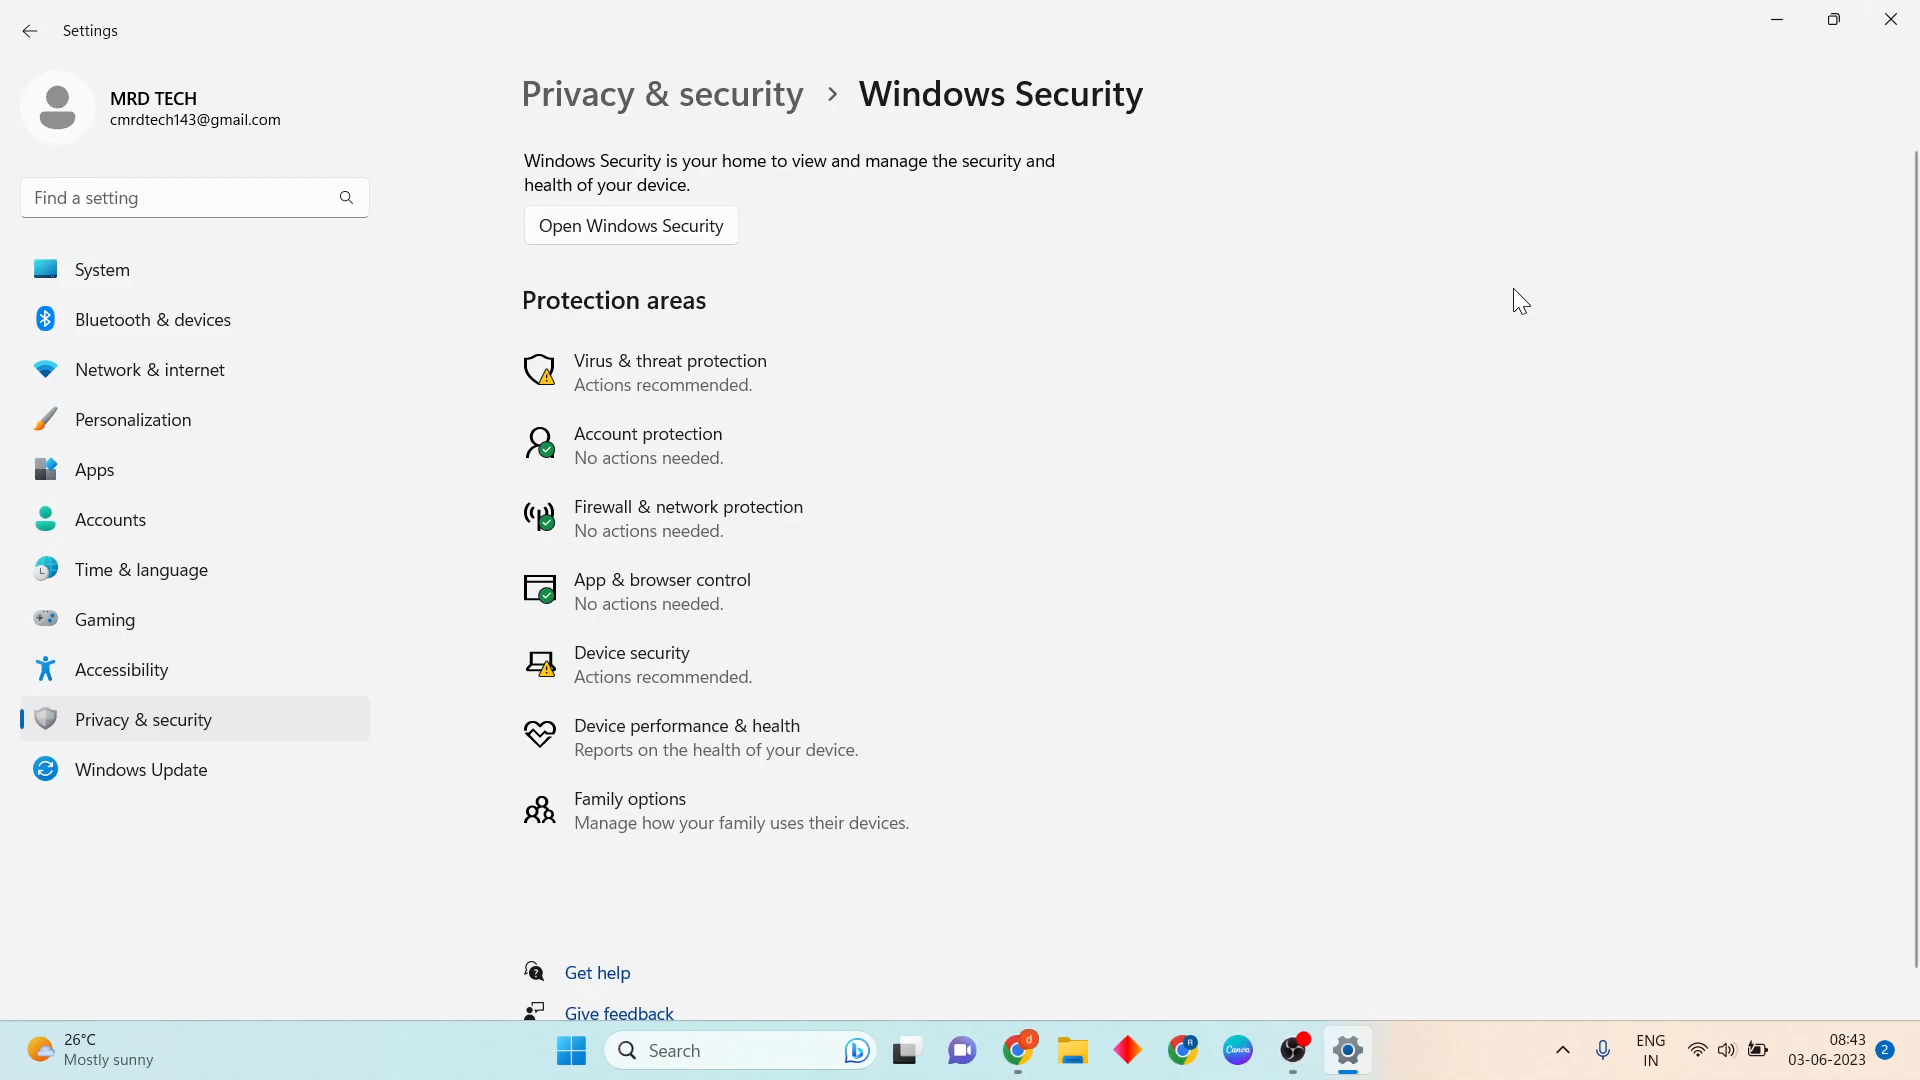 Settings
MRD TECH
cmrdtech143@gmail.com
Find a setting
System
Bluetooth & devices
Network & internet
Personalization
Apps
Accounts
Time & language
Gaming
Accessibility
Privacy & security
Windows Update
Privacy & security > Windows Security
Windows Security is your home to view and manage the security and
health of your device.
Open Windows Security
Protection areas
Virus & threat protection
Actions recommended.
Account protection
No actions needed.
Firewall & network protection
No actions needed.
App & browser control
No actions needed.
Device security
Actions recommended.
Device performance & health
Reports on the health of your device.
Family options
Manage how your family uses their devices.
Get help
Give feedback
26°C
Mostly sunny
Search
d
R
Canva
ENG
IN
08:43
03-06-2023
2